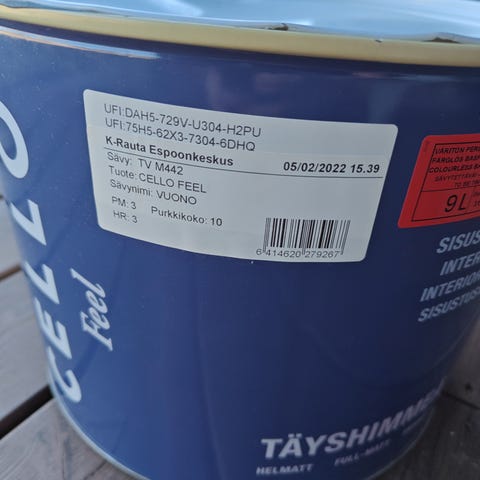 UFI:DAH5-729V-U304-H2PU
UFI:75H5-62X3-7304-6DHQ
K-Rauta Espoonkeskus 05/02/2022 15.39
Sävy: TV M442
Tuote: CELLO FEEL
Sävynimi: VUONO
PM: 3 Purkkikoko: 10
HR: 3
6 414620 279267
CELLO
Feel
9L
SISUS
INTER
INTERIOR
SISUSTUS
TÄYSHIMME
HELMATT FULL-MATT